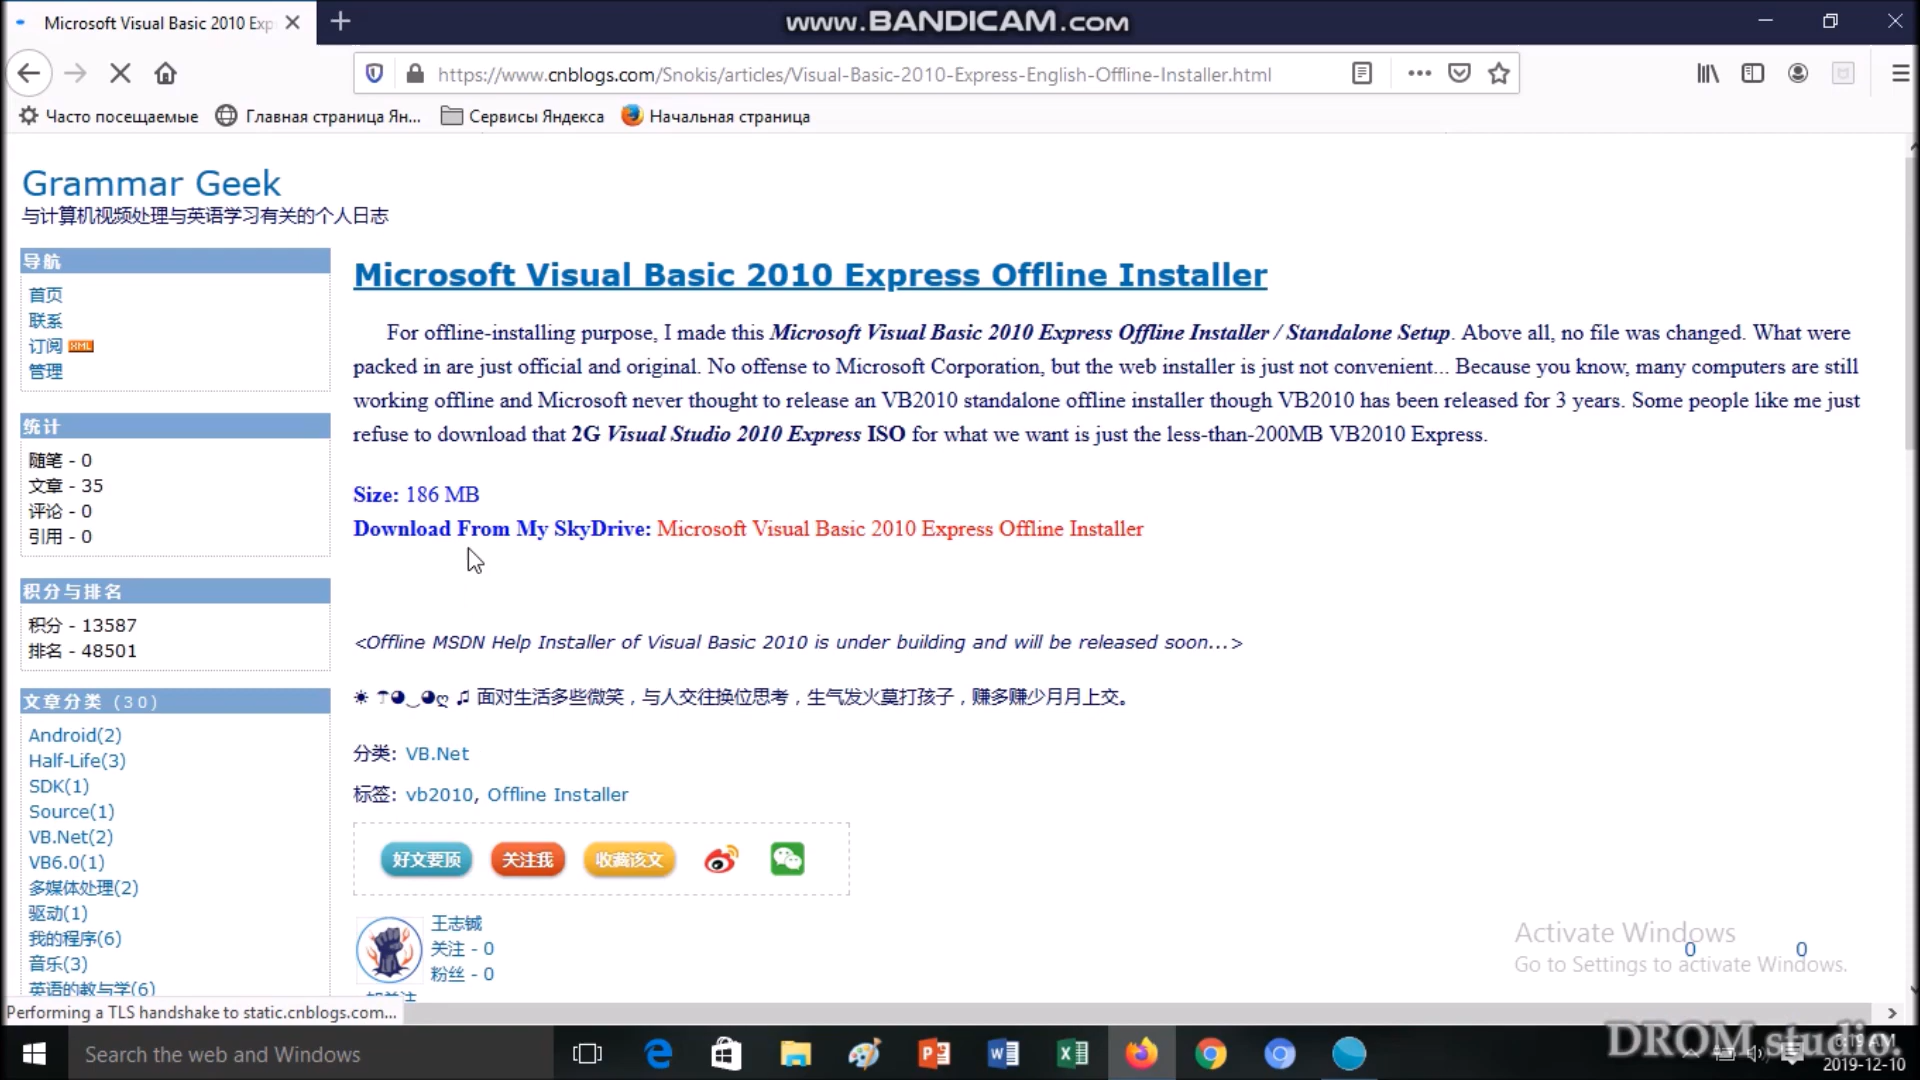 Microsoft Visual Basic 2010 Exp
www.BANDICAM.com
https://www.cnblogs.com/Snokis/articles/Visual-Basic-2010-Express-English-Offline-Installer.html
Часто посещаемые
Главная страница Ян...
Сервисы Яндекса
Начальная страница
Grammar Geek
与计算机视频处理与英语学习有关的个人日志
导航
首页
联系
订阅 XML
管理
统计
随笔 - 0
文章 - 35
评论 - 0
引用 - 0
积分与排名
积分 - 13587
排名 - 48501
文章分类 (30)
Android(2)
Half-Life(3)
SDK(1)
Source(1)
VB.Net(2)
VB6.0(1)
多媒体处理(2)
驱动(1)
我的程序(6)
音乐(3)
英语的教与学(6)
Microsoft Visual Basic 2010 Express Offline Installer
For offline-installing purpose, I made this Microsoft Visual Basic 2010 Express Offline Installer / Standalone Setup. Above all, no file was changed. What were
packed in are just official and original. No offense to Microsoft Corporation, but the web installer is just not convenient... Because you know, many computers are still
working offline and Microsoft never thought to release an VB2010 standalone offline installer though VB2010 has been released for 3 years. Some people like me just
refuse to download that 2G Visual Studio 2010 Express ISO for what we want is just the less-than-200MB VB2010 Express.
Size: 186 MB
Download From My SkyDrive: Microsoft Visual Basic 2010 Express Offline Installer
<Offline MSDN Help Installer of Visual Basic 2010 is under building and will be released soon...>
☀ ☂◕‿◕ღ ♫ 面对生活多些微笑，与人交往换位思考，生气发火莫打孩子，赚多赚少月月上交。
分类: VB.Net
标签: vb2010, Offline Installer
好文要顶
关注我
收藏该文
王志铖
关注 - 0
粉丝 - 0
0
0
Activate Windows
Go to Settings to activate Windows.
Performing a TLS handshake to static.cnblogs.com...
Search the web and Windows
DROM studio.
2019-12-10